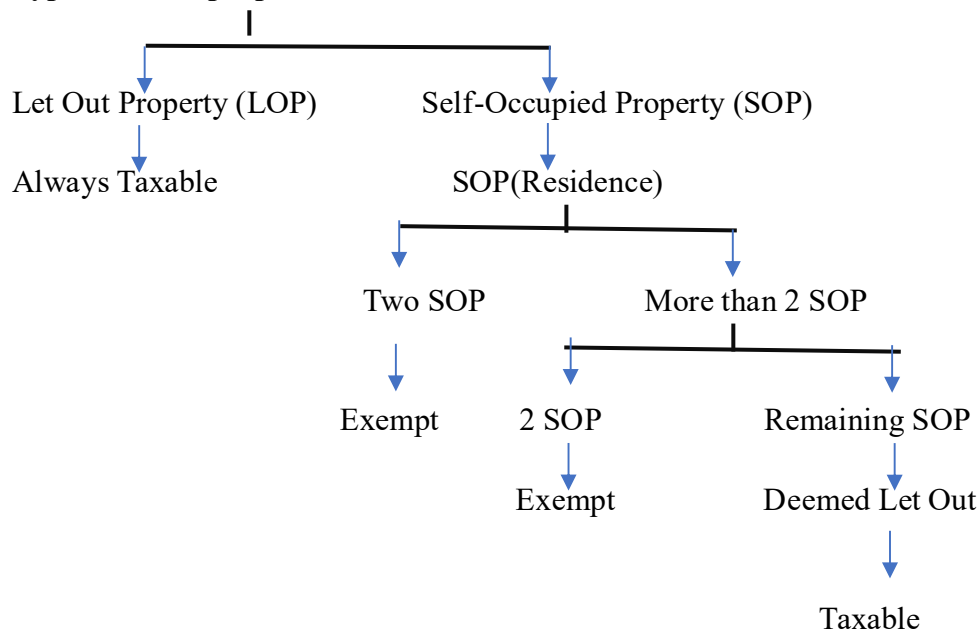 Let Out Property (LOP) Self-Occupied Property (SOP)
Always Taxable SOP(Residence)
Two SOP More than 2 SOP
Exempt 2 SOP Remaining SOP
Exempt Deemed Let Out
Taxable